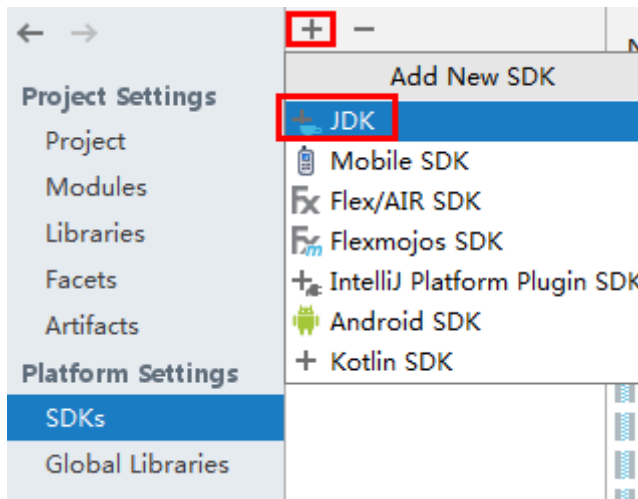 Add New SDK
Project Settings
JDK
Project
Mobile SDK
Modules
Flex/AIR SDK
Libraries
Flexmojos SDK
Facets
IntelliJ Platform Plugin SDK
Artifacts
Android SDK
Platform Settings
Kotlin SDK
SDKs
Global Libraries